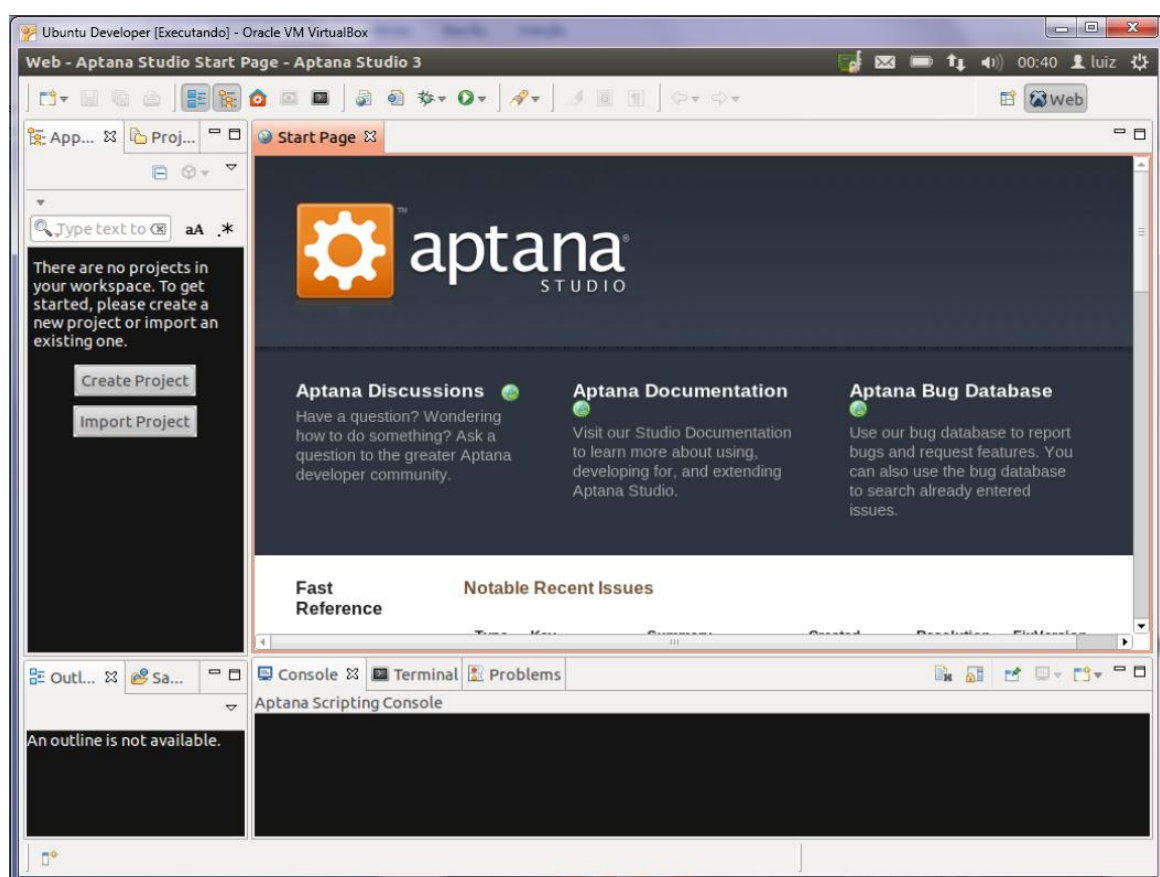 Ubuntu Developer [Executando] - Oracle VM VirtualBox
Web - Aptana Studio Start Page - Aptana Studio 3
00:40 luiz
Web
App...
Proj...
Start Page
Type text to
aA .*
There are no projects in
your workspace. To get
started, please create a
new project or import an
existing one.
Create Project
Import Project
™
aptana®
STUDIO
Aptana Discussions
Have a question? Wondering
how to do something? Ask a
question to the greater Aptana
developer community.
Aptana Documentation
Visit our Studio Documentation
to learn more about using,
developing for, and extending
Aptana Studio.
Aptana Bug Database
Use our bug database to report
bugs and request features. You
can also use the bug database
to search already entered
issues.
Fast
Reference
Notable Recent Issues
Outl...
Sa...
An outline is not available.
Console
Terminal
Problems
Aptana Scripting Console